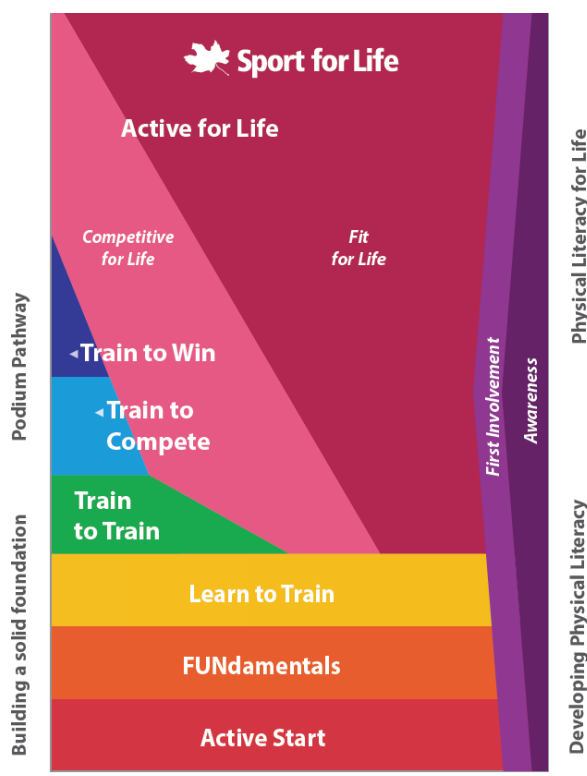 Sport for Life
Active for Life
Competitive
for Life
Fit
for Life
Train to Win
Train to
Compete
Train
to Train
Learn to Train
FUNdamentals
Active Start
First Involvement
Awareness
Podium Pathway
Building a solid foundation
Physical Literacy for Life
Developing Physical Literacy